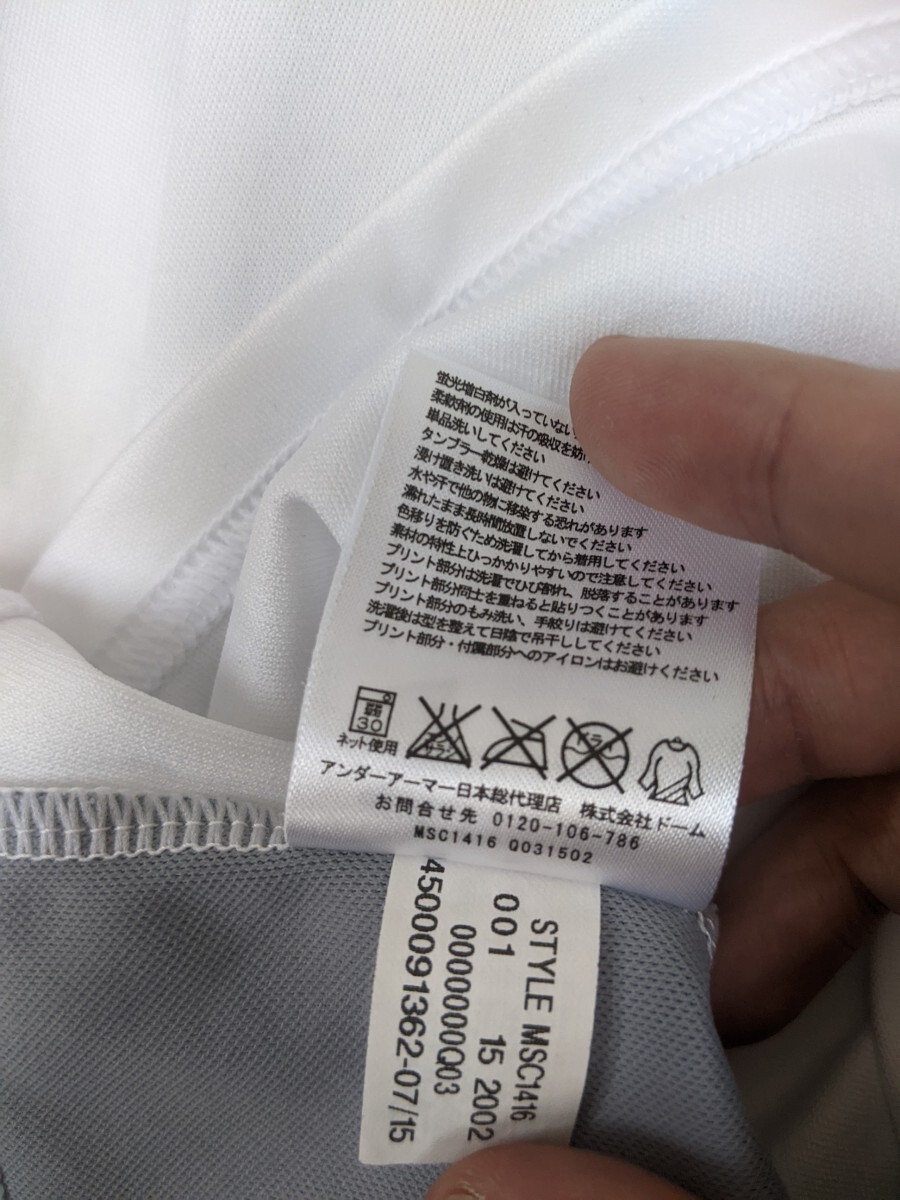 蛍光増白剤が入っていない
柔軟剤の使用は汗の吸収を妨げ
単品洗いしてください
タンブラー乾燥は避けてください
浸け置き洗いは避けてください
水や汗で他の物に移染する恐れがあります
濡れたまま長時間放置しないでください
色移りを防ぐため洗濯してから着用してください
素材の特性上ひっかかりやすいので注意してください
プリント部分は洗濯でひび割れ、脱落することがあります
プリント部分同士を重ねると貼りつくことがあります
プリント部分のもみ洗い、手絞りは避けてください
洗濯後は型を整えて日陰で吊干ししてください
プリント部分・付属部分へのアイロンはお避けください
弱
30
エンソ
サラシ
ドライ
ネット使用
アンダーアーマー日本総代理店 株式会社ドーム
お問合せ先 0120-106-786
MSC1416 Q031502
STYLE MSC1416
001 15 2002
0000000Q03
4500091362-07/15